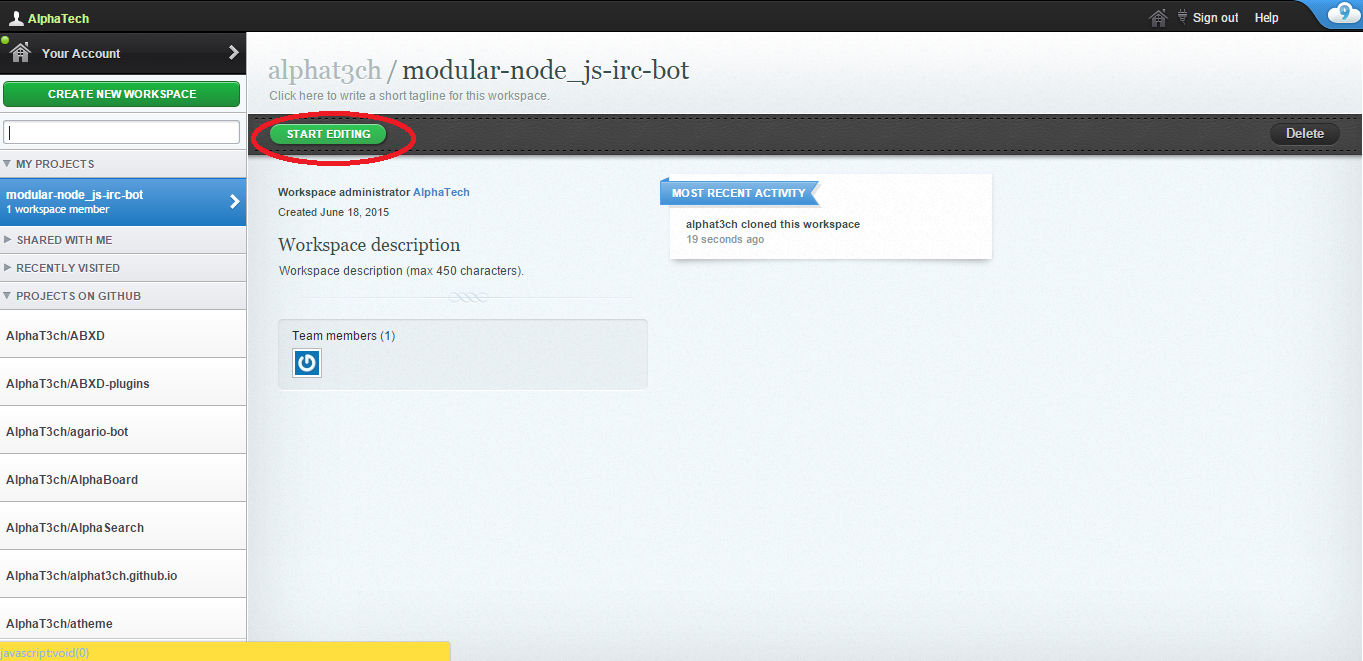 AlphaTech
Sign out
Help
9
Your Account
CREATE NEW WORKSPACE
MY PROJECTS
modular-node_js-irc-bot
1 workspace member
SHARED WITH ME
RECENTLY VISITED
PROJECTS ON GITHUB
AlphaT3ch/ABXD
AlphaT3ch/ABXD-plugins
AlphaT3ch/agario-bot
AlphaT3ch/AlphaBoard
AlphaT3ch/AlphaSearch
AlphaT3ch/alphat3ch.github.io
AlphaT3ch/atheme
javascript:void(0)
alphat3ch / modular-node_js-irc-bot
Click here to write a short tagline for this workspace.
START EDITING
Delete
Workspace administrator AlphaTech
Created June 18, 2015
Workspace description
Workspace description (max 450 characters).
Team members (1)
MOST RECENT ACTIVITY
alphat3ch cloned this workspace
19 seconds ago